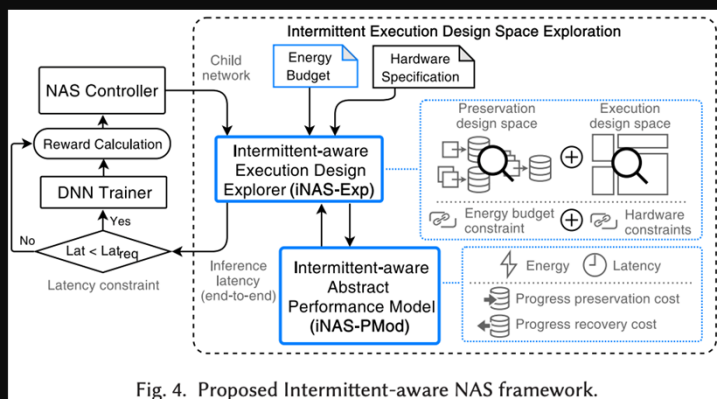 Intermittent Execution Design Space Exploration
Child
network
Energy
Budget
Hardware
Specification
NAS Controller
Reward Calculation
DNN Trainer
Yes
No
Lat < Latreq
Latency constraint
Intermittent-aware
Execution Design
Explorer (iNAS-Exp)
Inference
latency
(end-to-end)
Intermittent-aware
Abstract
Performance Model
(iNAS-PMod)
Preservation
design space
Execution
design space
Energy budget
constraint
Hardware
constraints
Energy
Latency
Progress preservation cost
Progress recovery cost
Fig. 4. Proposed Intermittent-aware NAS framework.